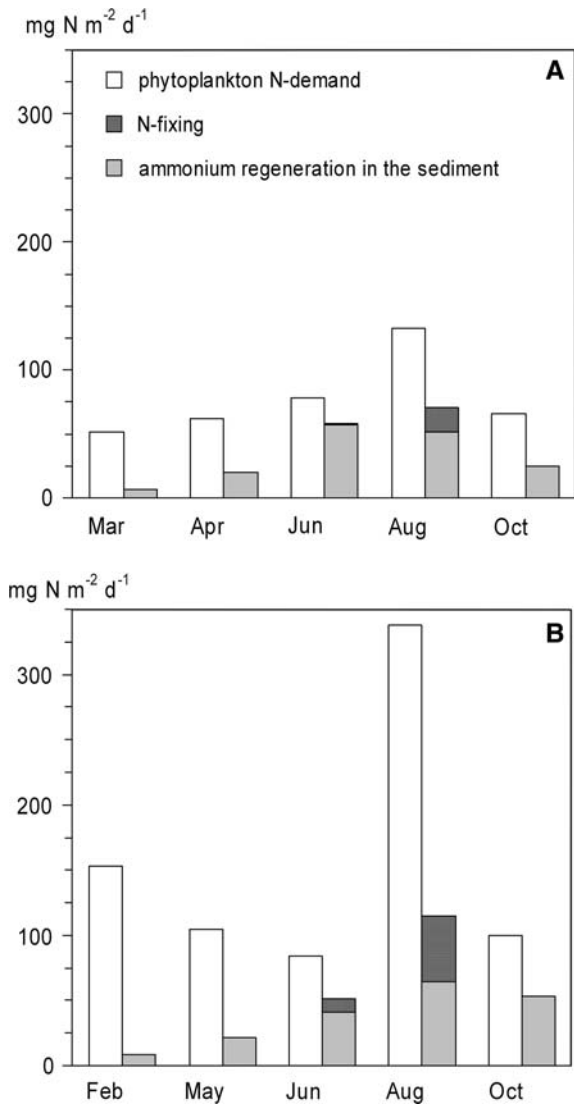 mg N m⁻² d⁻¹
A
phytoplankton N-demand
N-fixing
ammonium regeneration in the sediment
300
200
100
0
Mar Apr Jun Aug Oct
mg N m⁻² d⁻¹
B
300
200
100
0
Feb May Jun Aug Oct